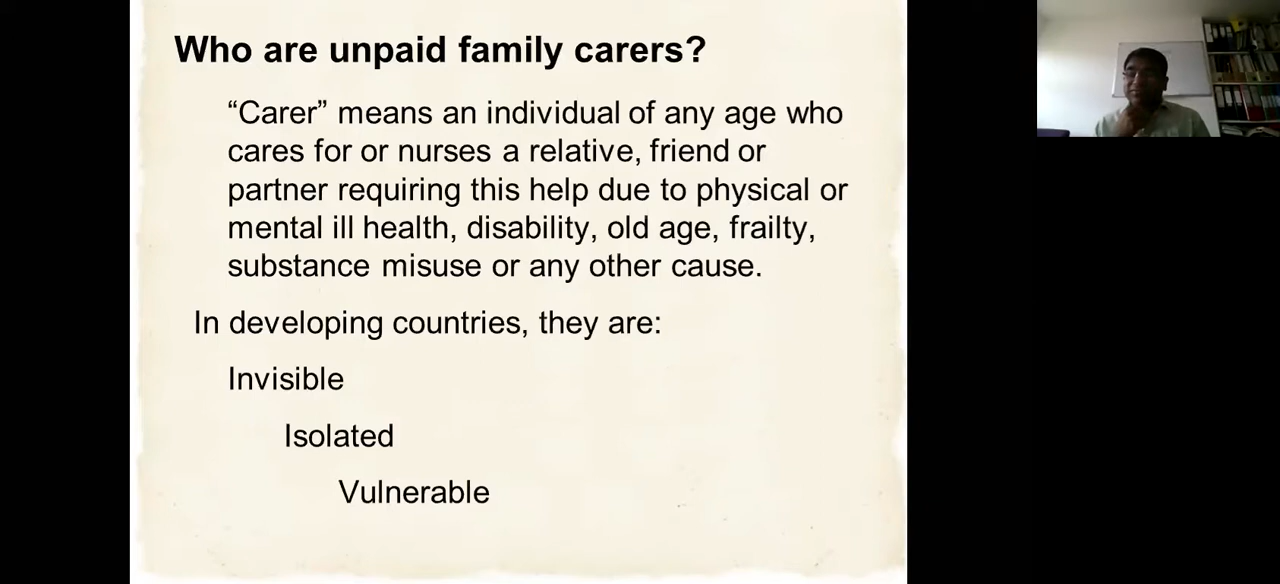 Who are unpaid family carers?
“Carer” means an individual of any age who
cares for or nurses a relative, friend or
partner requiring this help due to physical or
mental ill health, disability, old age, frailty,
substance misuse or any other cause.
In developing countries, they are:
Invisible
Isolated
Vulnerable